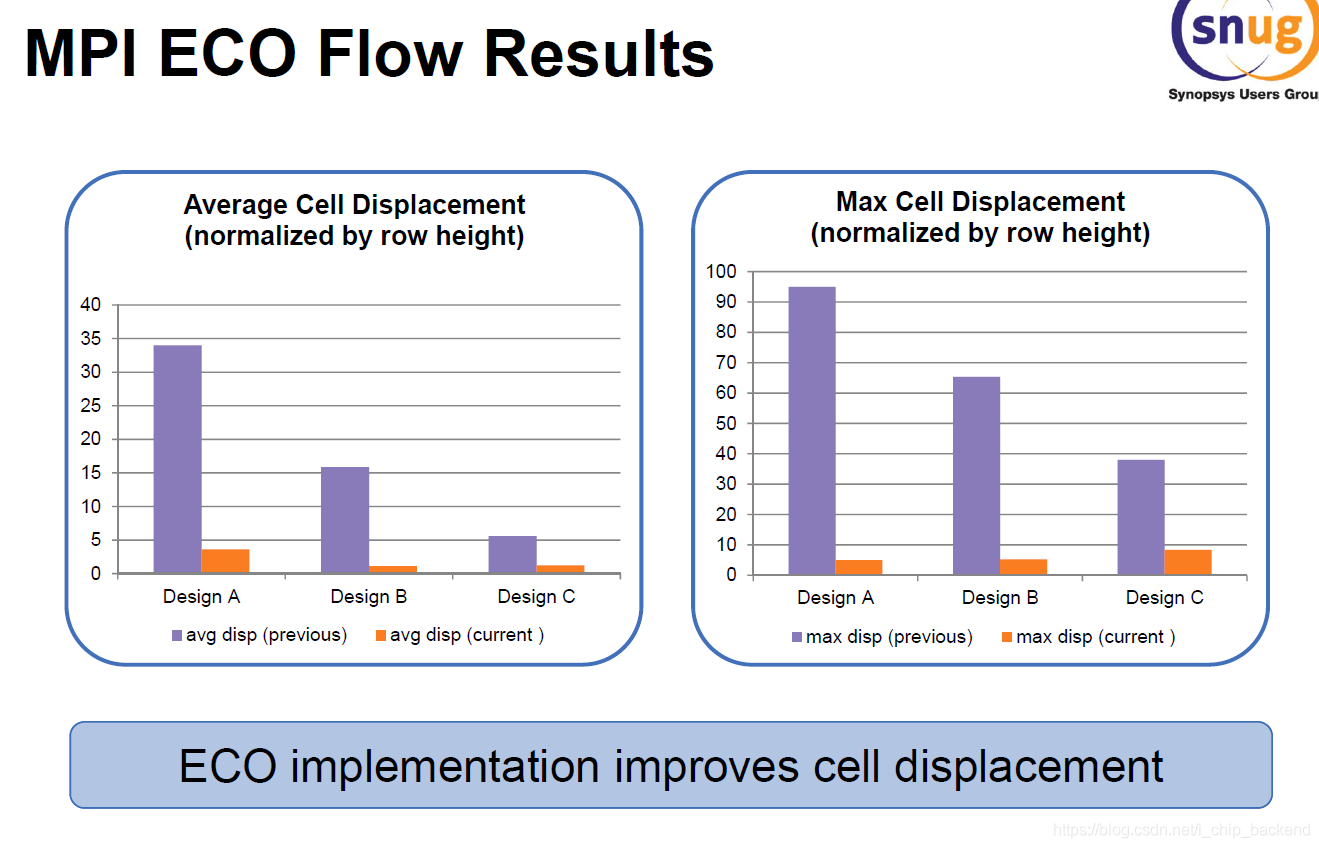 MPI ECO Flow Results
snug
Synopsys Users Grou
Average Cell Displacement
(normalized by row height)
40
35
30
25
20
15
10
5
0
Design A
Design B
Design C
avg disp (previous)
avg disp (current )
Max Cell Displacement
(normalized by row height)
100
90
80
70
60
50
40
30
20
10
0
Design A
Design B
Design C
max disp (previous)
max disp (current )
ECO implementation improves cell displacement
https://blog.csdn.net/i_chip_backend